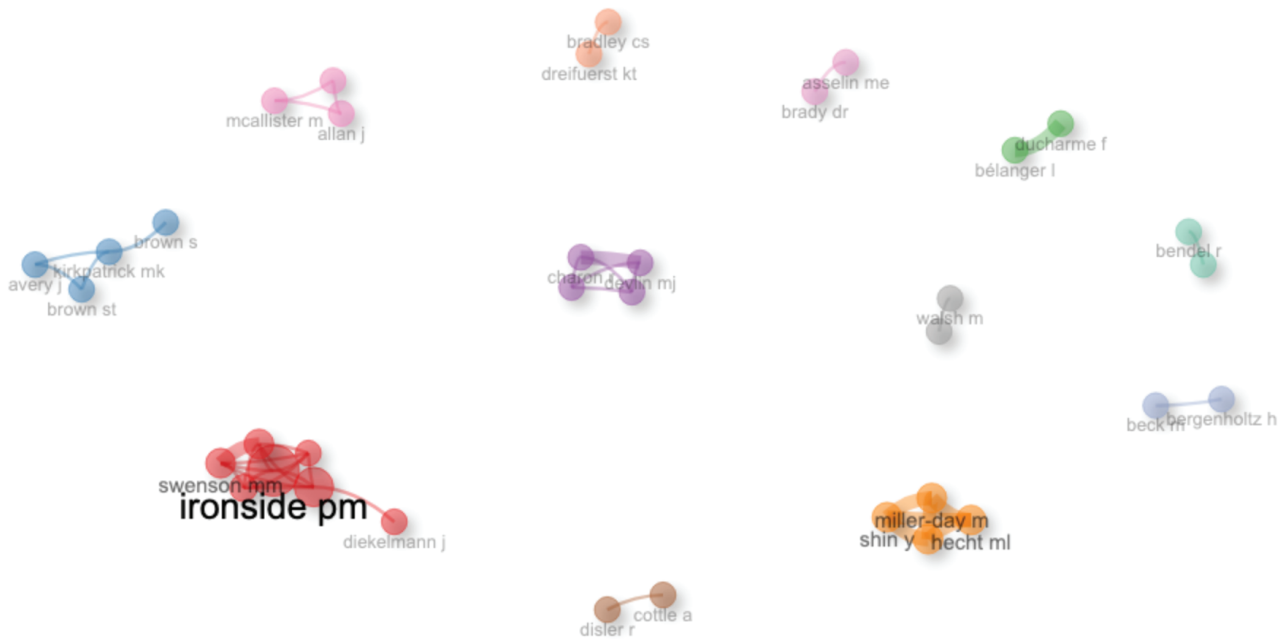 bradley cs
dreifuerst kt
asselin me
brady dr
mcallister m
allan j
ducharme f
bélanger l
brown s
kirkpatrick mk
avery j
brown st
bendel r
devlin mj
walsh m
beck m
bergenholtz h
swenson mm
ironside pm
diekelmann j
miller-day m
shin y
hecht ml
cottle a
disler r